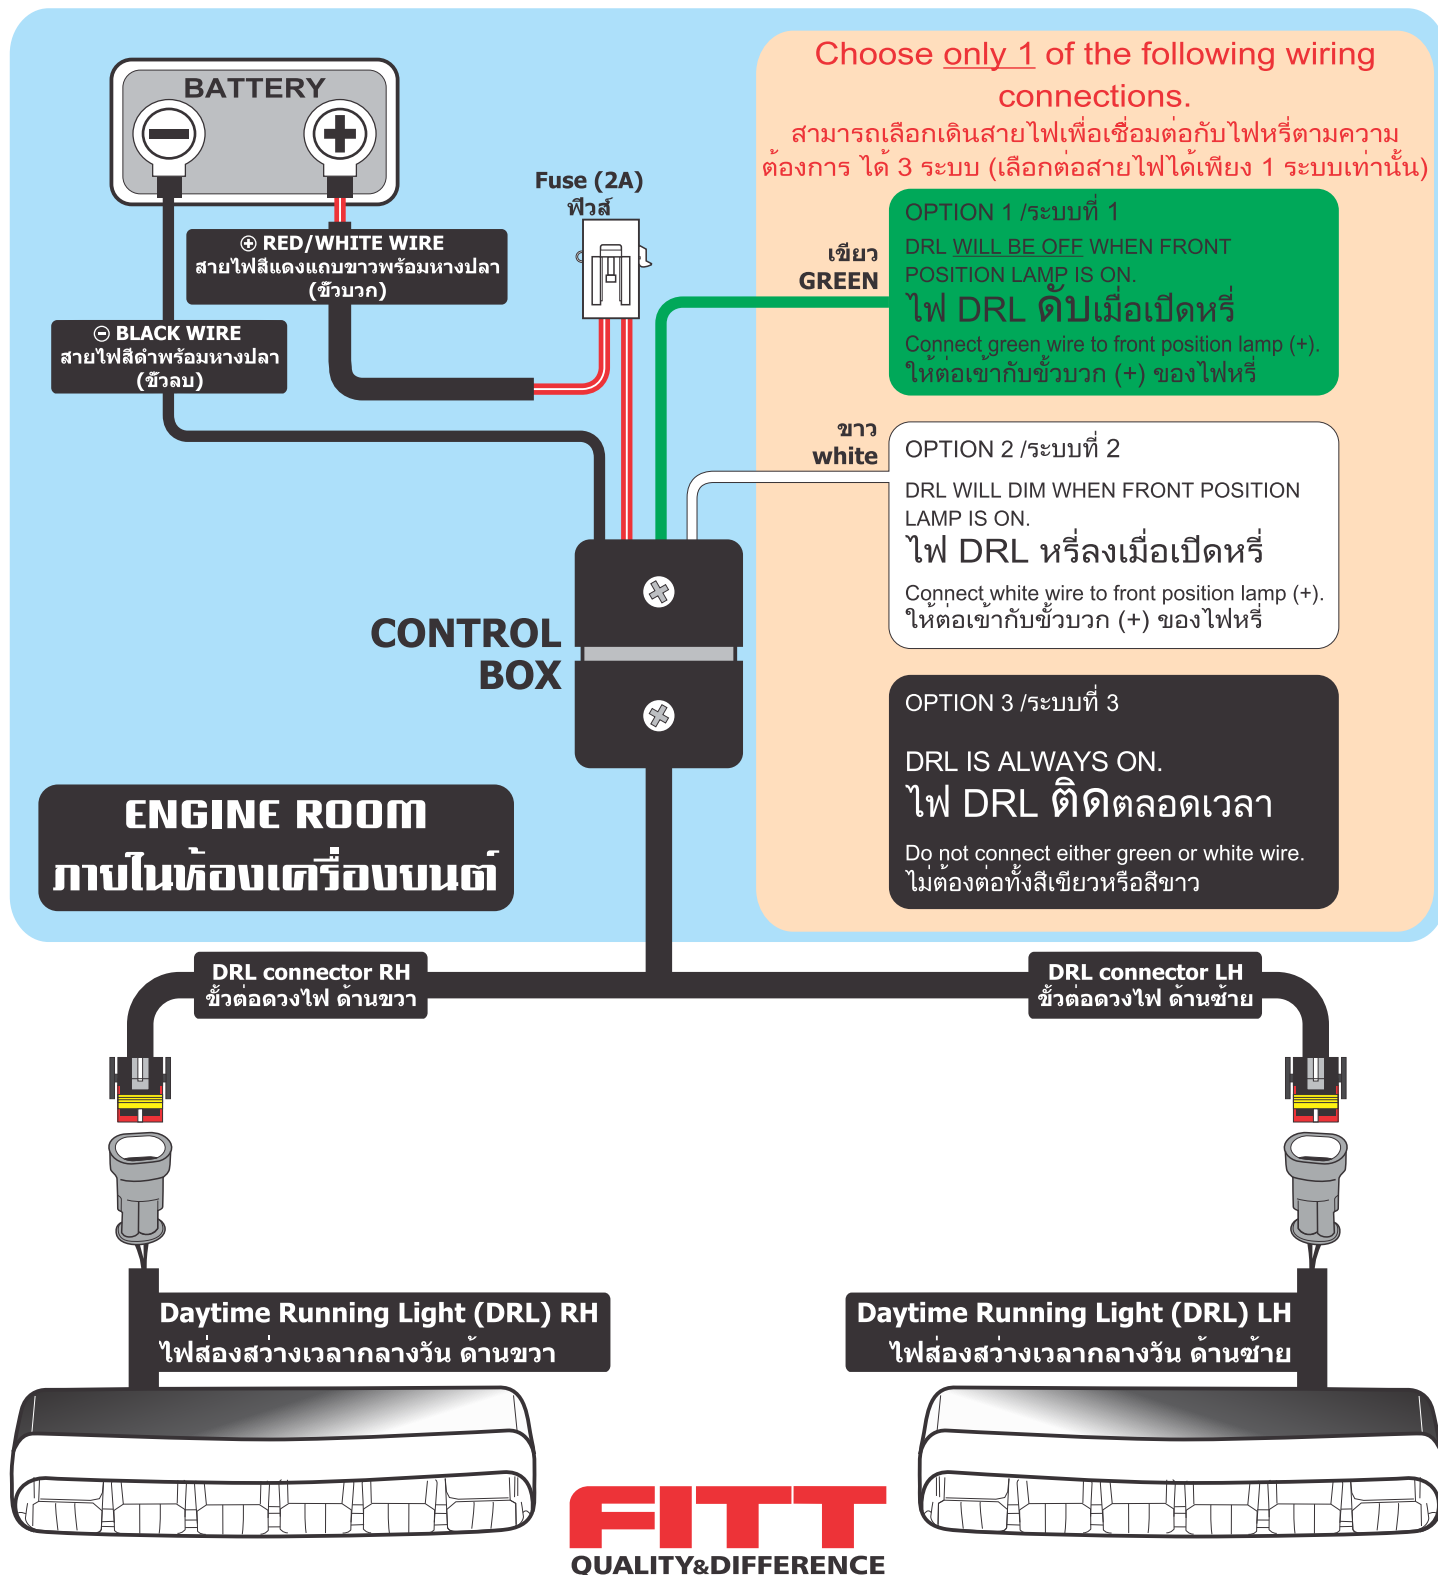 Choose only 1 of the following wiring
connections.
สามารถเลือกเดินสายไฟเพื่อเชื่อมต่อกับไฟหรี่ตามความ
ต้องการ ได้ 3 ระบบ (เลือกต่อสายไฟได้เพียง 1 ระบบเท่านั้น)
BATTERY
⊕ RED/WHITE WIRE
สายไฟสีแดงแถบขาวพร้อมหางปลา
(ขั้วบวก)
⊖ BLACK WIRE
สายไฟสีดำพร้อมหางปลา
(ขั้วลบ)
Fuse (2A)
ฟิวส์
เขียว
GREEN
OPTION 1 /ระบบที่ 1
DRL WILL BE OFF WHEN FRONT
POSITION LAMP IS ON.
ไฟ DRL ดับเมื่อเปิดหรี่
Connect green wire to front position lamp (+).
ให้ต่อเข้ากับขั้วบวก (+) ของไฟหรี่
ขาว
white
OPTION 2 /ระบบที่ 2
DRL WILL DIM WHEN FRONT POSITION
LAMP IS ON.
ไฟ DRL หรี่ลงเมื่อเปิดหรี่
Connect white wire to front position lamp (+).
ให้ต่อเข้ากับขั้วบวก (+) ของไฟหรี่
CONTROL
BOX
OPTION 3 /ระบบที่ 3
DRL IS ALWAYS ON.
ไฟ DRL ติดตลอดเวลา
Do not connect either green or white wire.
ไม่ต้องต่อทั้งสีเขียวหรือสีขาว
ENGINE ROOM
ภายในห้องเครื่องยนต์
DRL connector RH
ขั้วต่อดวงไฟ ด้านขวา
DRL connector LH
ขั้วต่อดวงไฟ ด้านซ้าย
Daytime Running Light (DRL) RH
ไฟส่องสว่างเวลากลางวัน ด้านขวา
Daytime Running Light (DRL) LH
ไฟส่องสว่างเวลากลางวัน ด้านซ้าย
FITT
QUALITY&DIFFERENCE